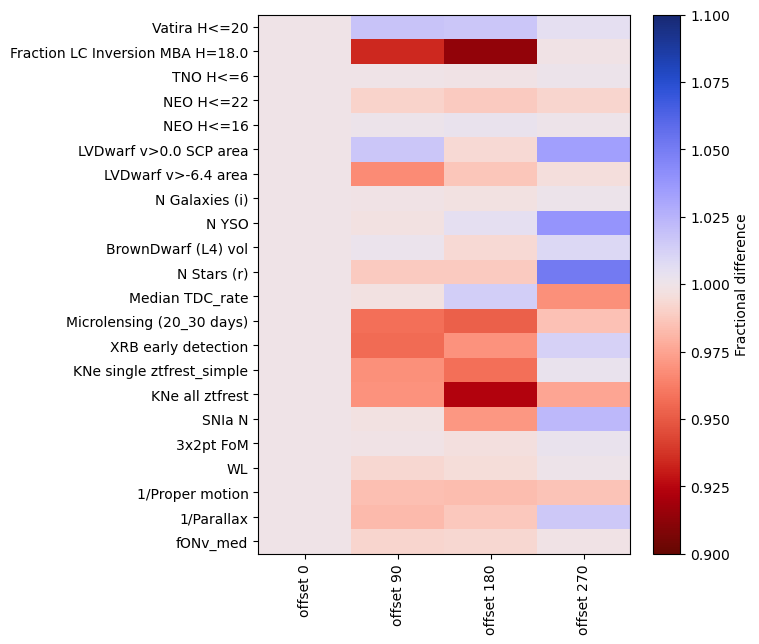 Vatira H<=20
Fraction LC Inversion MBA H=18.0
TNO H<=6
NEO H<=22
NEO H<=16
LVDwarf v>0.0 SCP area
LVDwarf v>-6.4 area
N Galaxies (i)
N YSO
BrownDwarf (L4) vol
N Stars (r)
Median TDC_rate
Microlensing (20_30 days)
XRB early detection
KNe single ztfrest_simple
KNe all ztfrest
SNIa N
3x2pt FoM
WL
1/Proper motion
1/Parallax
fONv_med
offset 0
offset 90
offset 180
offset 270
1.100
1.075
1.050
1.025
1.000
0.975
0.950
0.925
0.900
Fractional difference